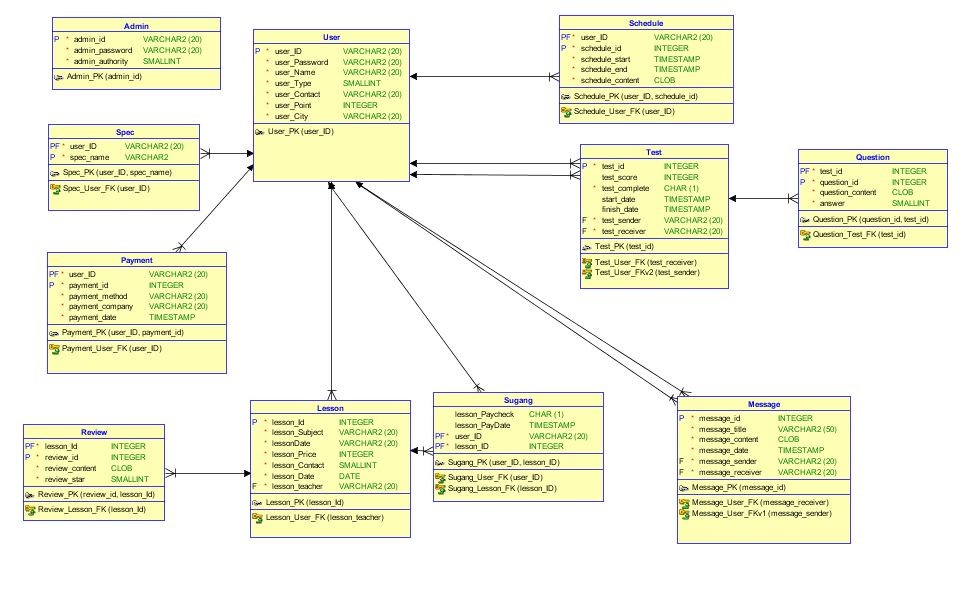 Admin
P * admin_id VARCHAR2 (20)
* admin_password VARCHAR2 (20)
* admin_authority SMALLINT
Admin_PK (admin_id)
User
P * user_ID VARCHAR2 (20)
* user_Password VARCHAR2 (20)
* user_Name VARCHAR2 (20)
* user_Type SMALLINT
* user_Contact VARCHAR2 (20)
* user_Point INTEGER
* user_City VARCHAR2 (20)
User_PK (user_ID)
Schedule
PF * user_ID VARCHAR2 (20)
P * schedule_id INTEGER
* schedule_start TIMESTAMP
* schedule_end TIMESTAMP
* schedule_content CLOB
Schedule_PK (user_ID, schedule_id)
Schedule_User_FK (user_ID)
Spec
PF * user_ID VARCHAR2 (20)
P * spec_name VARCHAR2
Spec_PK (user_ID, spec_name)
Spec_User_FK (user_ID)
Test
P * test_id INTEGER
test_score INTEGER
* test_complete CHAR (1)
start_date TIMESTAMP
finish_date TIMESTAMP
F * test_sender VARCHAR2 (20)
F * test_receiver VARCHAR2 (20)
Test_PK (test_id)
Test_User_FK (test_receiver)
Test_User_FKv2 (test_sender)
Question
PF * test_id INTEGER
P * question_id INTEGER
* question_content CLOB
* answer SMALLINT
Question_PK (question_id, test_id)
Question_Test_FK (test_id)
Payment
PF * user_ID VARCHAR2 (20)
P * payment_id INTEGER
* payment_method VARCHAR2 (20)
* payment_company VARCHAR2 (20)
* payment_date TIMESTAMP
Payment_PK (user_ID, payment_id)
Payment_User_FK (user_ID)
Review
PF * lesson_Id INTEGER
P * review_id INTEGER
* review_content CLOB
* review_star SMALLINT
Review_PK (review_id, lesson_Id)
Review_Lesson_FK (lesson_Id)
Lesson
P * lesson_Id INTEGER
* lesson_Subject VARCHAR2 (20)
* lessonDate VARCHAR2 (20)
* lesson_Price INTEGER
* lesson_Contact SMALLINT
* lesson_Date DATE
F * lesson_teacher VARCHAR2 (20)
Lesson_PK (lesson_Id)
Lesson_User_FK (lesson_teacher)
Sugang
lesson_Paycheck CHAR (1)
lesson_PayDate TIMESTAMP
PF * user_ID VARCHAR2 (20)
PF * lesson_ID INTEGER
Sugang_PK (user_ID, lesson_ID)
Sugang_User_FK (user_ID)
Sugang_Lesson_FK (lesson_ID)
Message
P * message_id INTEGER
* message_title VARCHAR2 (50)
* message_content CLOB
* message_date TIMESTAMP
F * message_sender VARCHAR2 (20)
F * message_receiver VARCHAR2 (20)
Message_PK (message_id)
Message_User_FK (message_receiver)
Message_User_FKv1 (message_sender)